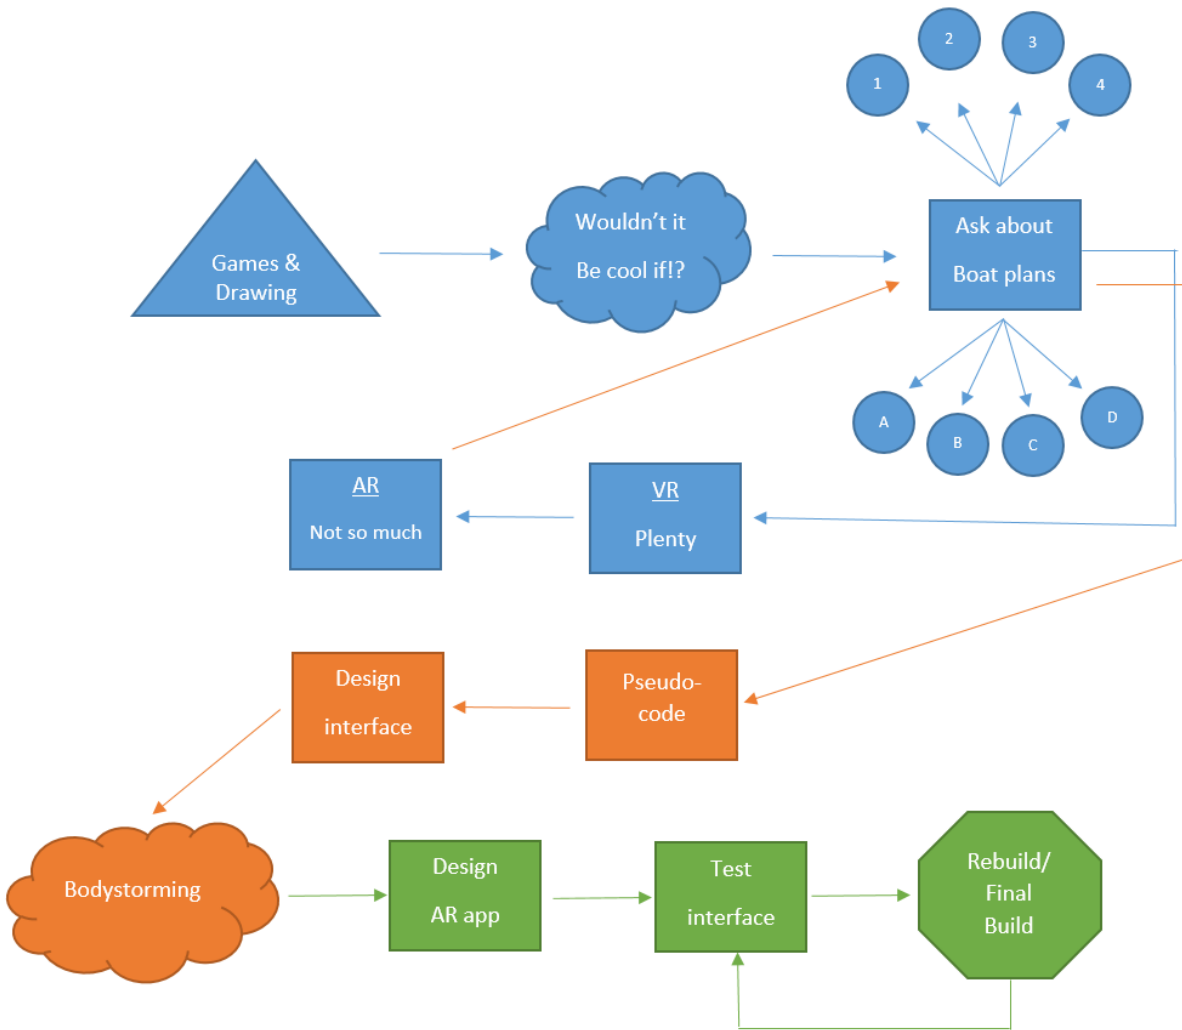 1
2
3
4
Games &
Drawing
Wouldn't it
Be cool if!?
Ask about
Boat plans
A
B
C
D
AR
Not so much
VR
Plenty
Design
interface
Pseudo-
code
Bodystorming
Design
AR app
Test
interface
Rebuild/
Final
Build